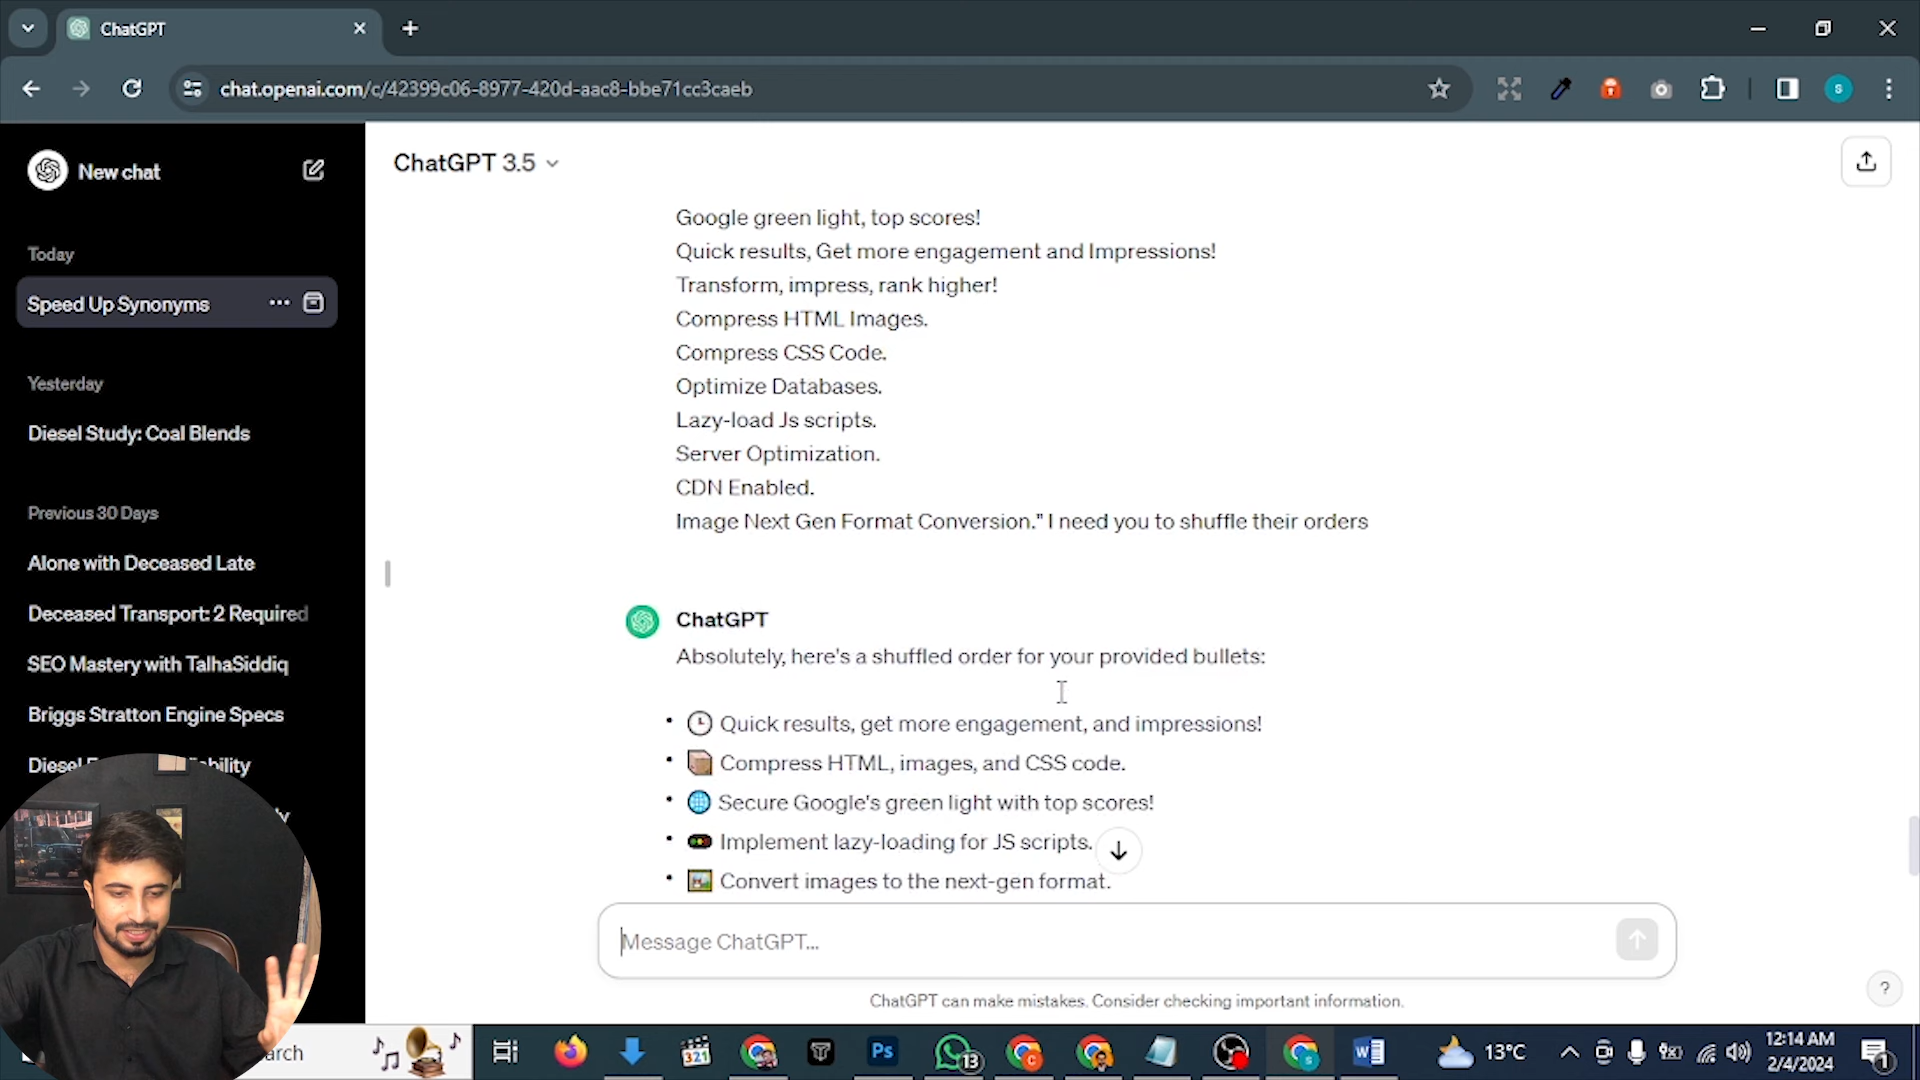 ChatGPT
chat.openai.com/c/42399c06-8977-420d-aac8-bbe71cc3caeb
S
New chat
ChatGPT 3.5
Today
Speed Up Synonyms
Yesterday
Diesel Study: Coal Blends
Previous 30 Days
Alone with Deceased Late
Deceased Transport: 2 Required
SEO Mastery with TalhaSiddiq
Briggs Stratton Engine Specs
Google green light, top scores!
Quick results, Get more engagement and Impressions!
Transform, impress, rank higher!
Compress HTML Images.
Compress CSS Code.
Optimize Databases.
Lazy-load Js scripts.
Server Optimization.
CDN Enabled.
Image Next Gen Format Conversion." I need you to shuffle their orders
ChatGPT
Absolutely, here's a shuffled order for your provided bullets:
• Quick results, get more engagement, and impressions!
• Compress HTML, images, and CSS code.
• Secure Google's green light with top scores!
• Implement lazy-loading for JS scripts.
• Convert images to the next-gen format.
Message ChatGPT...
ChatGPT can make mistakes. Consider checking important information.
?
321
Ps
13
C
S
W
13°C
12:14 AM
2/4/2024
1